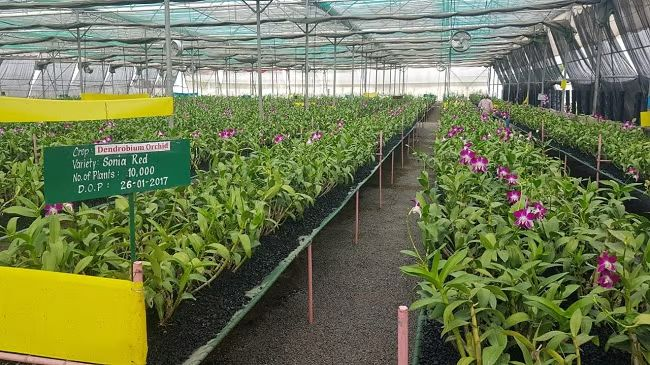 Crop : Dendrobium Orchid
Variety: Sonia Red
No. of Plants : 10,000
D.O.P : 26-01-2017